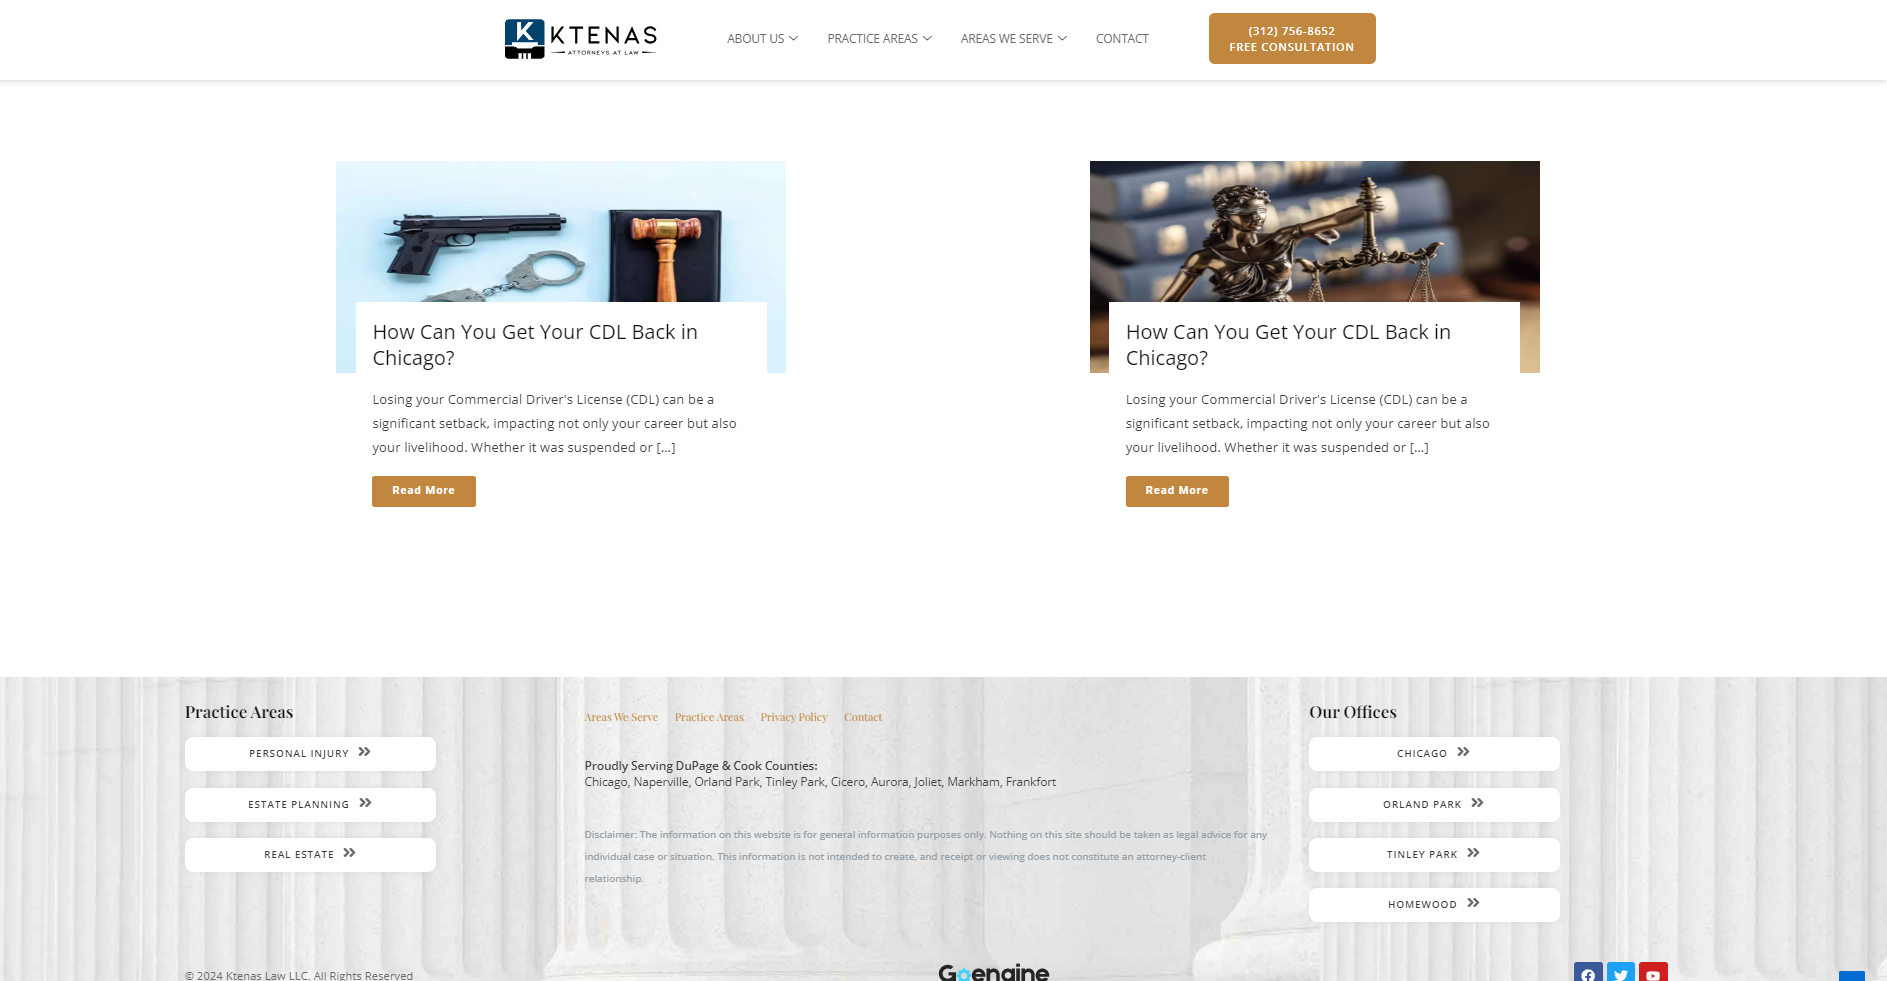 K KTENAS
ATTORNEYS AT LAW
ABOUT US
PRACTICE AREAS
AREAS WE SERVE
CONTACT
(312) 756-8652
FREE CONSULTATION
How Can You Get Your CDL Back in
Chicago?
Losing your Commercial Driver's License (CDL) can be a
significant setback, impacting not only your career but also
your livelihood. Whether it was suspended or [...]
Read More
How Can You Get Your CDL Back in
Chicago?
Losing your Commercial Driver's License (CDL) can be a
significant setback, impacting not only your career but also
your livelihood. Whether it was suspended or [...]
Read More
Practice Areas
PERSONAL INJURY
ESTATE PLANNING
REAL ESTATE
Areas We Serve Practice Areas Privacy Policy Contact
Proudly Serving DuPage & Cook Counties:
Chicago, Naperville, Orland Park, Tinley Park, Cicero, Aurora, Joliet, Markham, Frankfort
Disclaimer: The information on this website is for general information purposes only. Nothing on this site should be taken as legal advice for any
individual case or situation. This information is not intended to create, and receipt or viewing does not constitute an attorney-client
relationship.
Our Offices
CHICAGO
ORLAND PARK
TINLEY PARK
HOMEWOOD
© 2024 Ktenas Law LLC. All Rights Reserved
Goengine